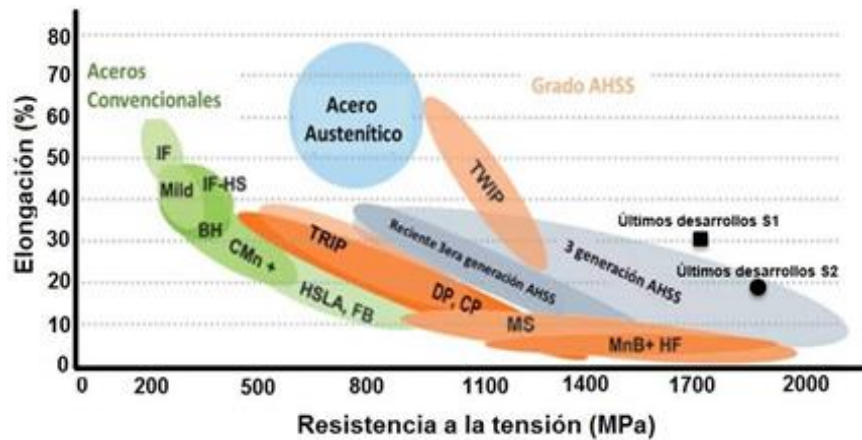 80
70
60
50
40
30
20
10
0
Elongación (%)
Aceros
Convencionales
Acero
Austenítico
Grado AHSS
IF
Mild
IF-HS
BH
CMn +
HSLA, FB
TRIP
DP, CP
TWIP
Reciente 3era generación AHSS
3 generación AHSS
Últimos desarrollos S1
Últimos desarrollos S2
MS
MnB+ HF
0 200 500 800 1100 1400 1700 2000
Resistencia a la tensión (MPa)